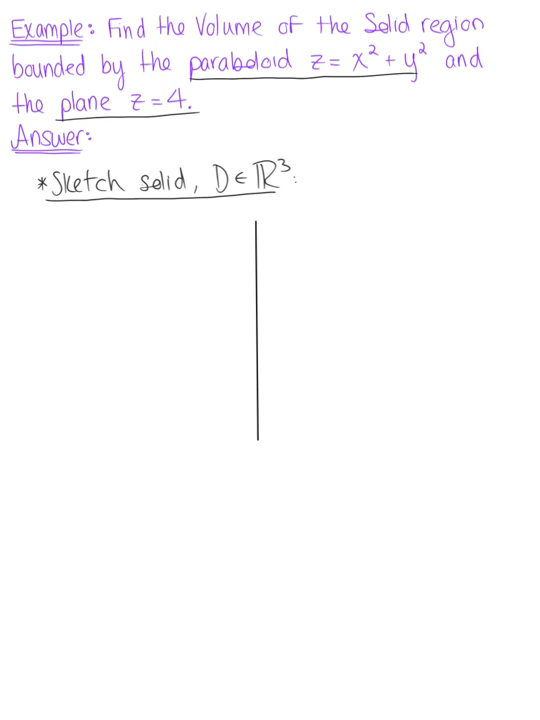 Example: Find the Volume of the Solid region
bounded by the paraboloid z = x² + y² and
the plane z = 4.
Answer:
*Sketch solid, D ∈ ℝ³: